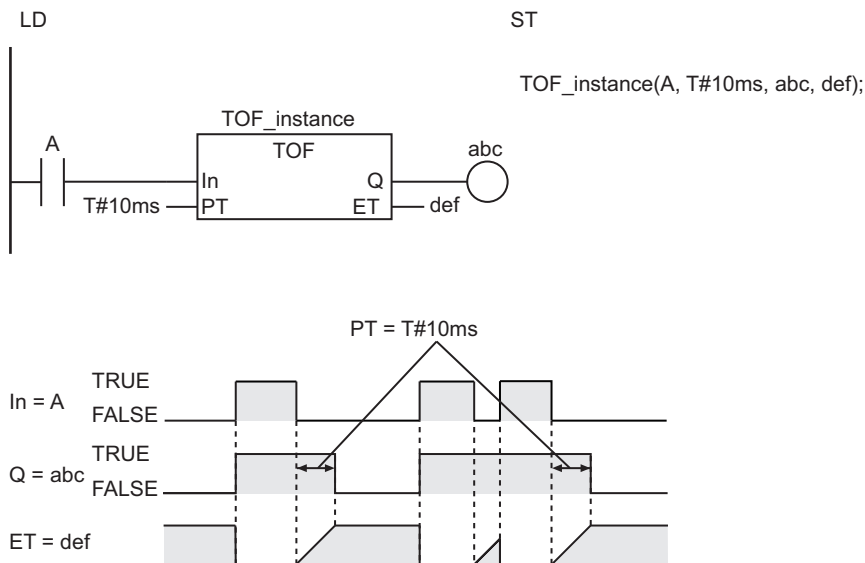 LD
ST
TOF_instance(A, T#10ms, abc, def);
TOF_instance
A
TOF
abc
In
Q
T#10ms
PT
ET
def
PT = T#10ms
In = A
TRUE
FALSE
Q = abc
TRUE
FALSE
ET = def